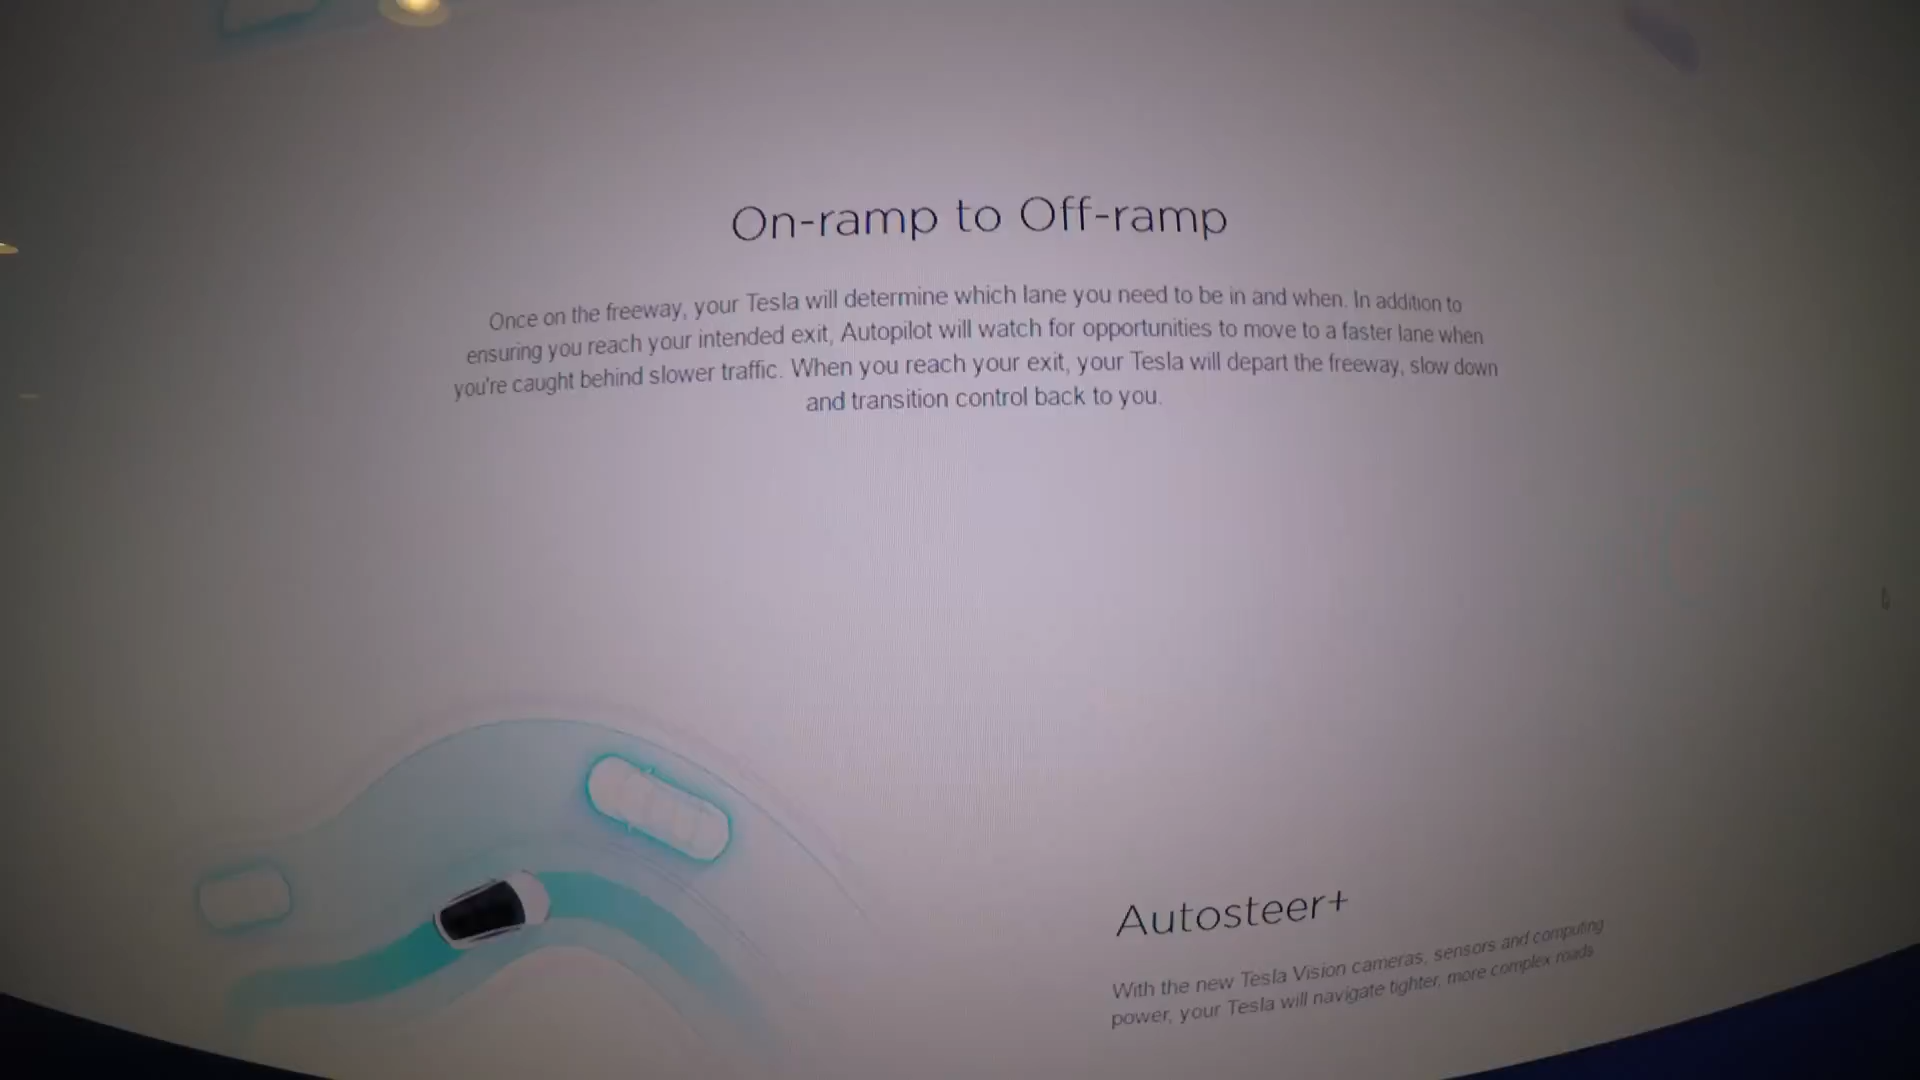 On-ramp to Off-ramp
Once on the freeway, your Tesla will determine which lane you need to be in and when. In addition to
ensuring you reach your intended exit, Autopilot will watch for opportunities to move to a faster lane when
you're caught behind slower traffic. When you reach your exit, your Tesla will depart the freeway, slow down
and transition control back to you.
Autosteer+
With the new Tesla Vision cameras, sensors and computing
power, your Tesla will navigate tighter, more complex roads